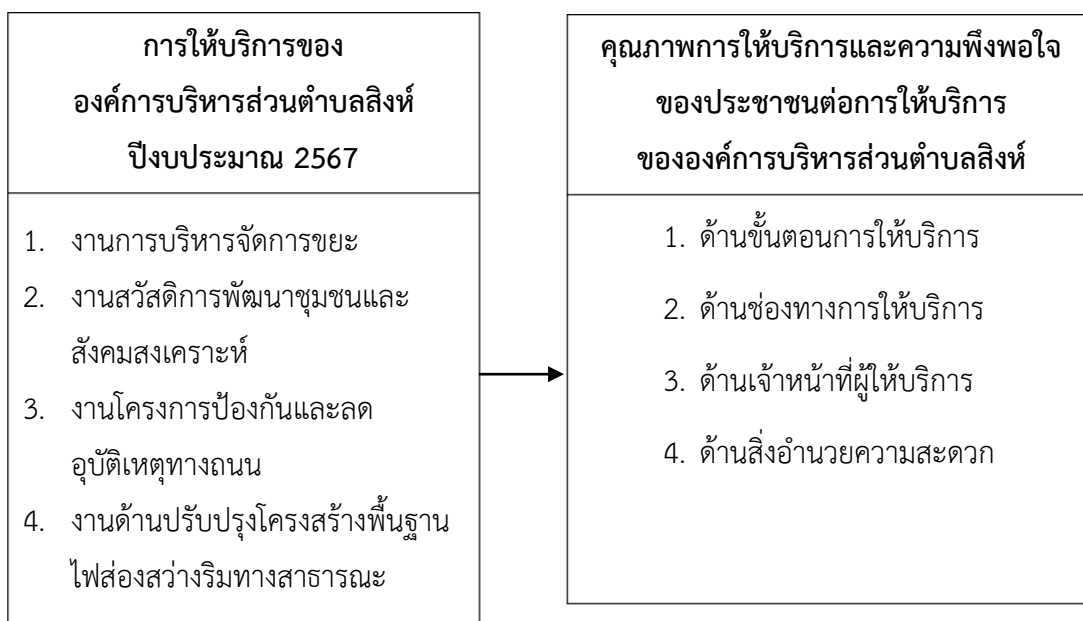 การให้บริการของ
องค์การบริหารส่วนตำบลสิงห์
ปีงบประมาณ 2567
1. งานการบริหารจัดการขยะ
2. งานสวัสดิการพัฒนาชุมชนและ
สังคมสงเคราะห์
3. งานโครงการป้องกันและลด
อุบัติเหตุทางถนน
4. งานด้านปรับปรุงโครงสร้างพื้นฐาน
ไฟส่องสว่างริมทางสาธารณะ
คุณภาพการให้บริการและความพึงพอใจ
ของประชาชนต่อการให้บริการ
ขององค์การบริหารส่วนตำบลสิงห์
1. ด้านขั้นตอนการให้บริการ
2. ด้านช่องทางการให้บริการ
3. ด้านเจ้าหน้าที่ผู้ให้บริการ
4. ด้านสิ่งอำนวยความสะดวก